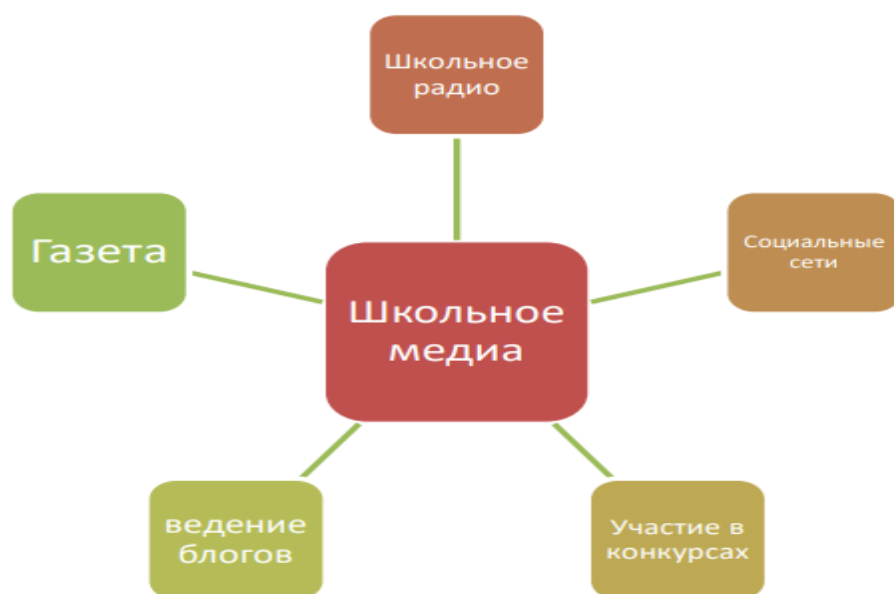 Школьное
радио
Газета
Социальные
сети
Школьное
медиа
ведение
блогов
Участие в
конкурсах